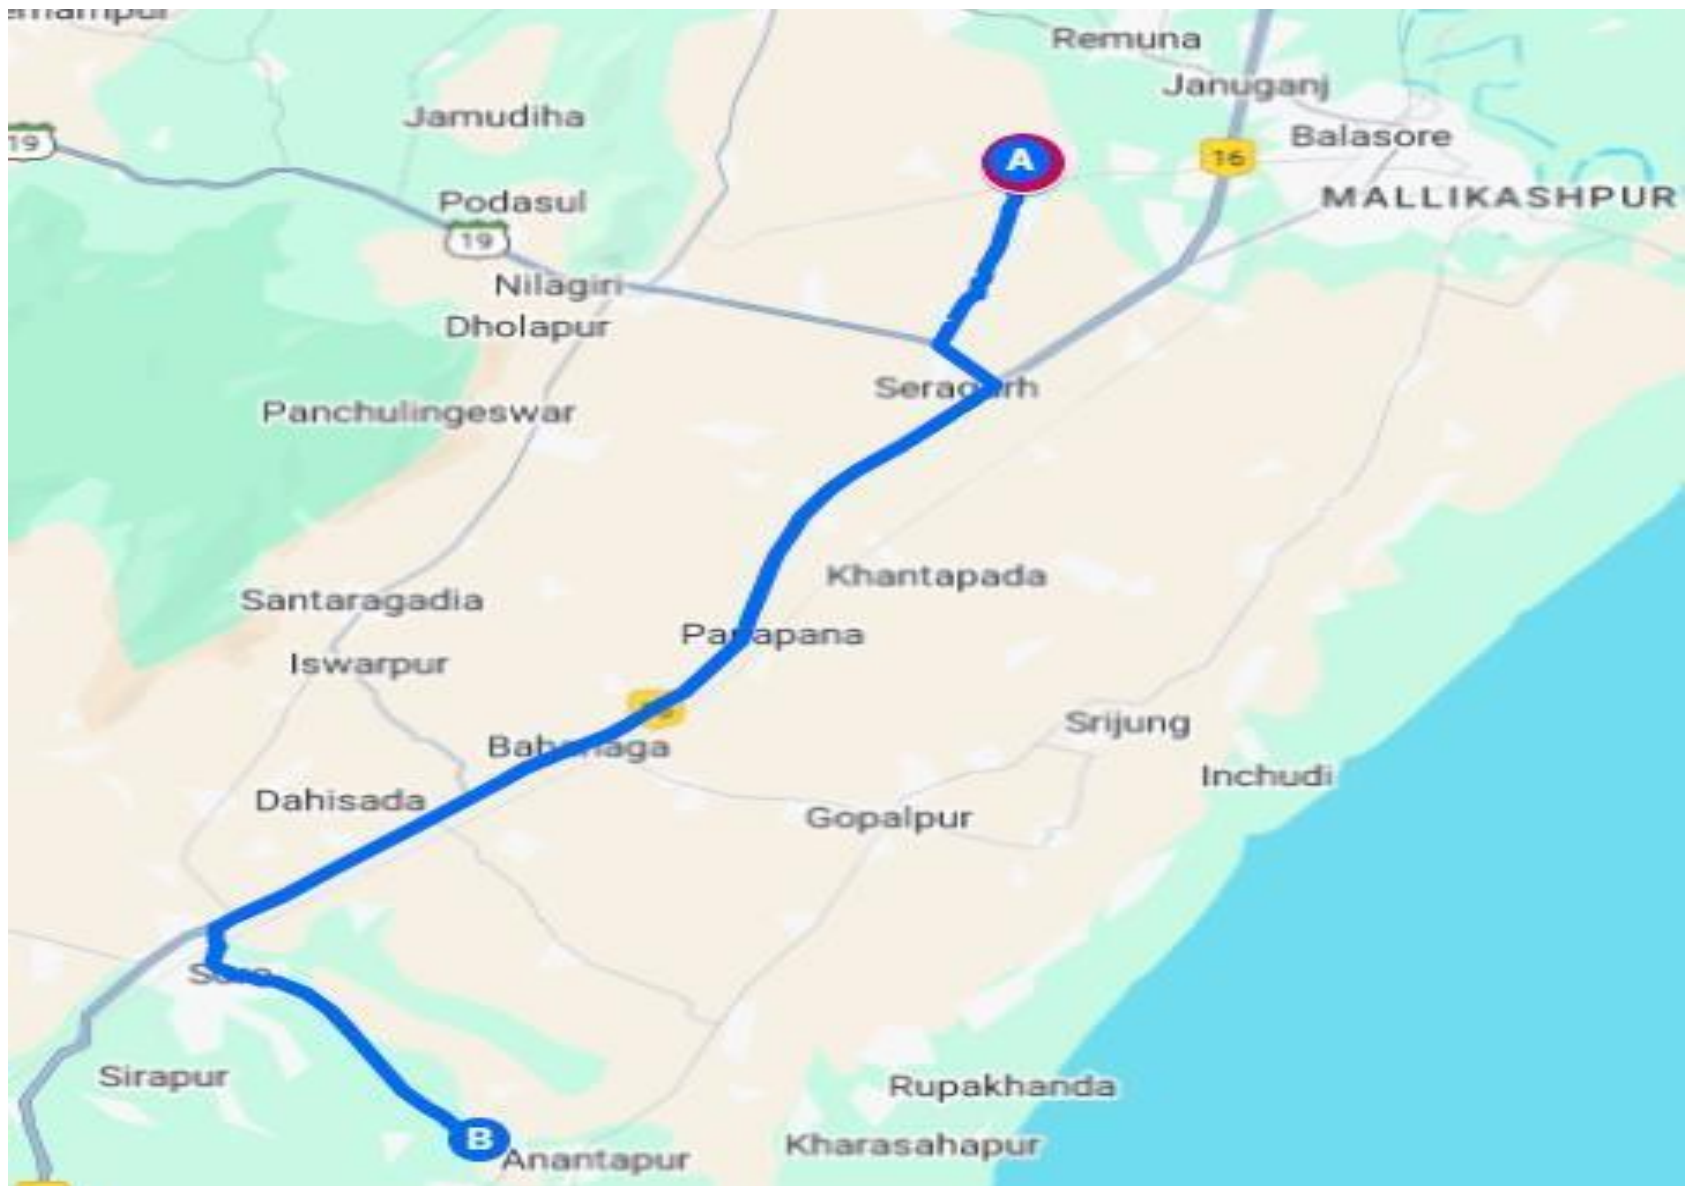 Remuna
Januganj
Jamudiha
Balasore
19
A
16
MALLIKASHPUR
Podasul
19
Nilagiri
Dholapur
Panchulingeswar
Khantapada
Santaragadia
Iswarpur
Srijung
Inchudi
Dahisada
Gopalpur
Sirapur
Rupakhanda
B
Anantapur
Kharasahapur